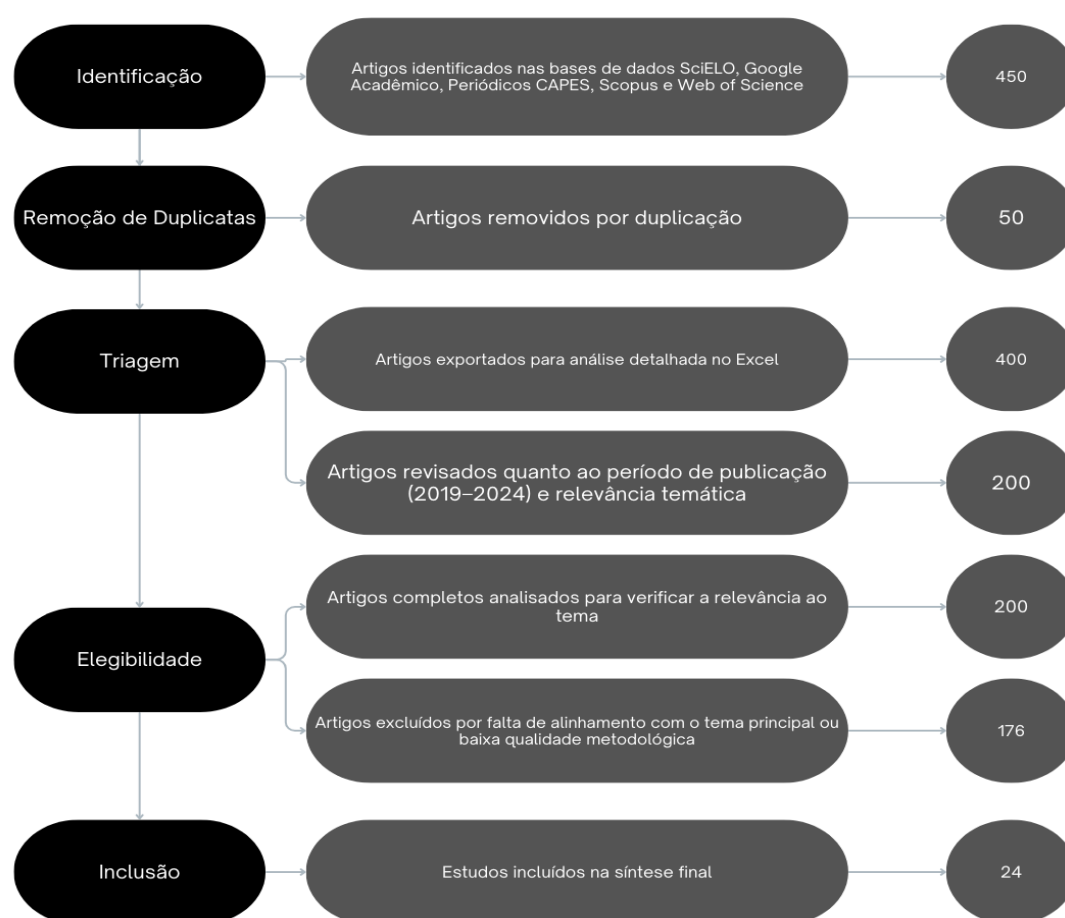 Identificação
Artigos identificados nas bases de dados SciELO, Google
Acadêmico, Periódicos CAPES, Scopus e Web of Science
450
Remoção de Duplicatas
Artigos removidos por duplicação
50
Triagem
Artigos exportados para análise detalhada no Excel
400
Artigos revisados quanto ao período de publicação
(2019–2024) e relevância temática
200
Elegibilidade
Artigos completos analisados para verificar a relevância ao
tema
200
Artigos excluídos por falta de alinhamento com o tema principal ou
baixa qualidade metodológica
176
Inclusão
Estudos incluídos na síntese final
24